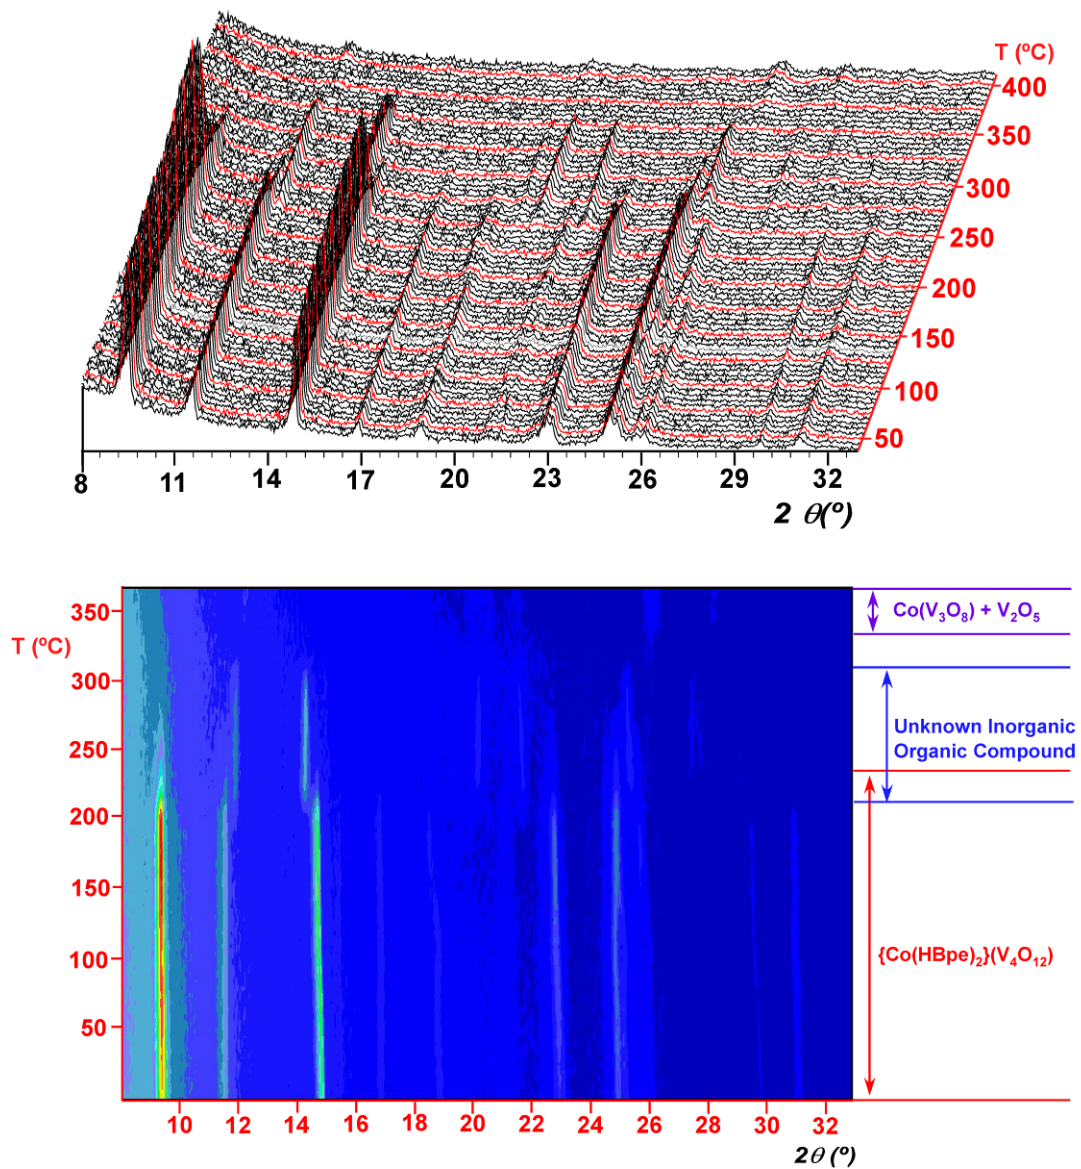 T (ºC)
400
350
300
250
200
150
100
50
8 11 14 17 20 23 26 29 32
2 θ(º)
350
T (ºC)
300
250
200
150
100
50
10 12 14 16 18 20 22 24 26 28 30 32
2θ (º)
Co(V₃O₈) + V₂O₅
Unknown Inorganic
Organic Compound
{Co(HBpe)₂}(V₄O₁₂)